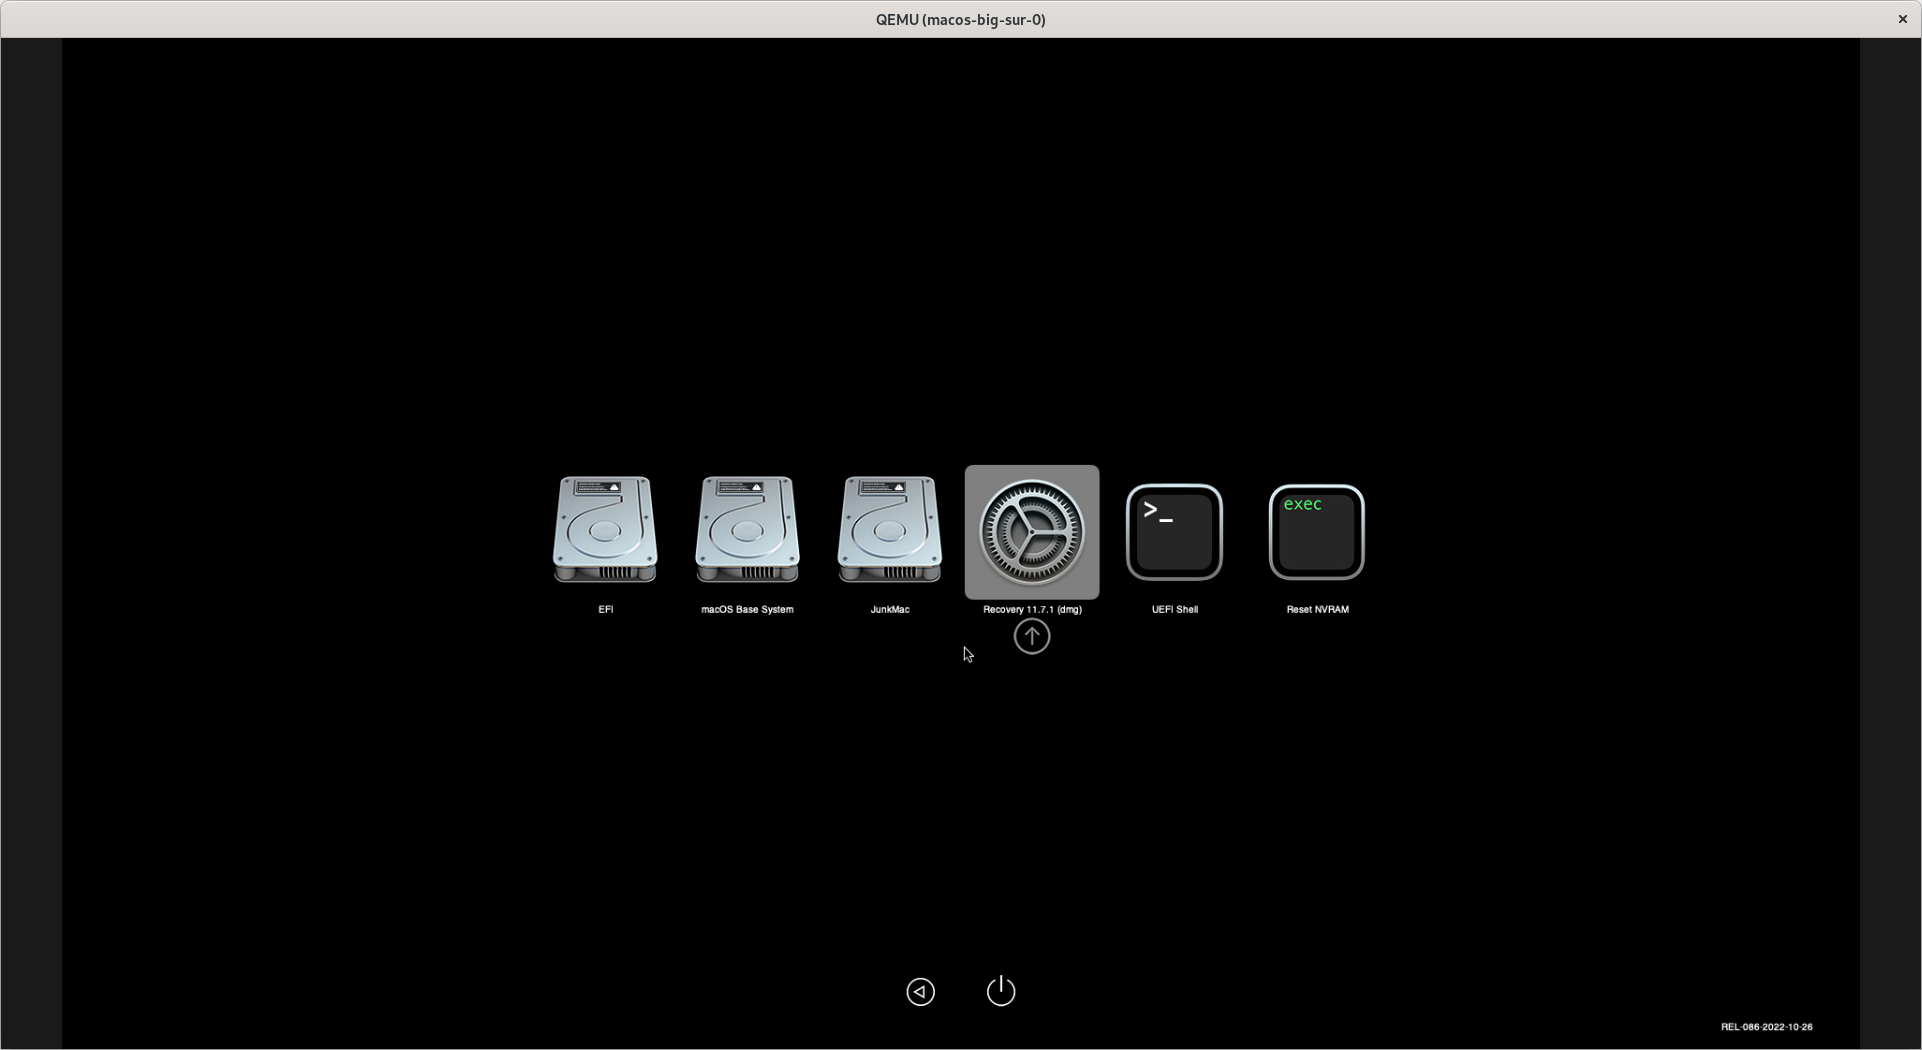 QEMU (macos-big-sur-0)
>_
exec
EFI
macOS Base System
JunkMac
Recovery 11.7.1 (dmg)
UEFI Shell
Reset NVRAM
REL-086-2022-10-26